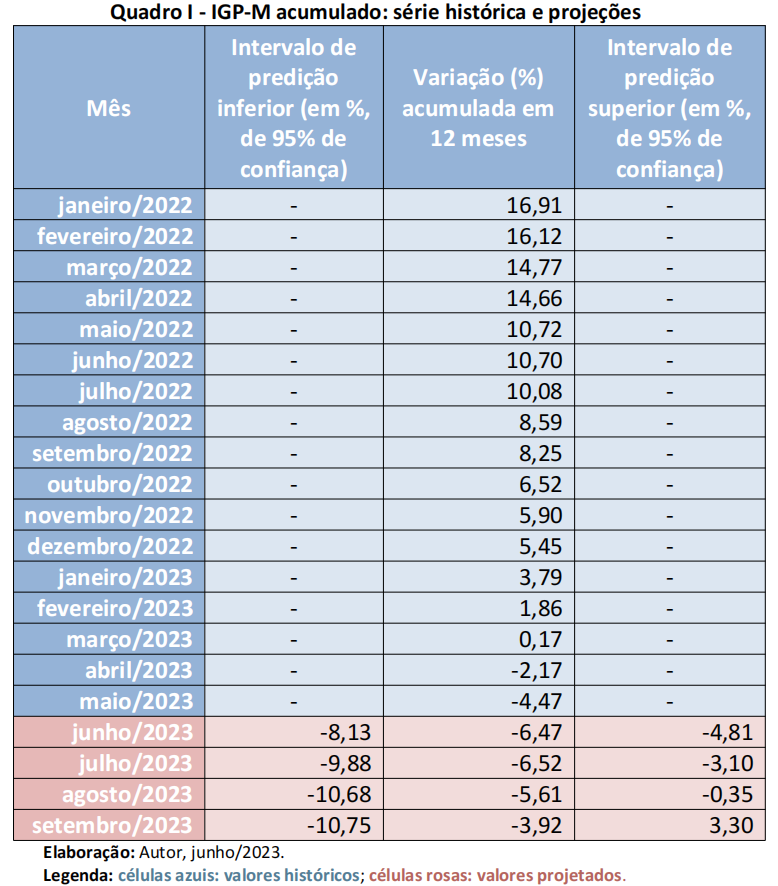 Quadro I - IGP-M acumulado: série histórica e projeções
Mês
Intervalo de
predição
inferior (em %,
de 95% de
confiança)
Variação (%)
acumulada em
12 meses
Intervalo de
predição
superior (em %,
de 95% de
confiança)
janeiro/2022 - 16,91 -
fevereiro/2022 - 16,12 -
março/2022 - 14,77 -
abril/2022 - 14,66 -
maio/2022 - 10,72 -
junho/2022 - 10,70 -
julho/2022 - 10,08 -
agosto/2022 - 8,59 -
setembro/2022 - 8,25 -
outubro/2022 - 6,52 -
novembro/2022 - 5,90 -
dezembro/2022 - 5,45 -
janeiro/2023 - 3,79 -
fevereiro/2023 - 1,86 -
março/2023 - 0,17 -
abril/2023 - -2,17 -
maio/2023 - -4,47 -
junho/2023 -8,13 -6,47 -4,81
julho/2023 -9,88 -6,52 -3,10
agosto/2023 -10,68 -5,61 -0,35
setembro/2023 -10,75 -3,92 3,30
Elaboração: Autor, junho/2023.
Legenda: células azuis: valores históricos; células rosas: valores projetados.